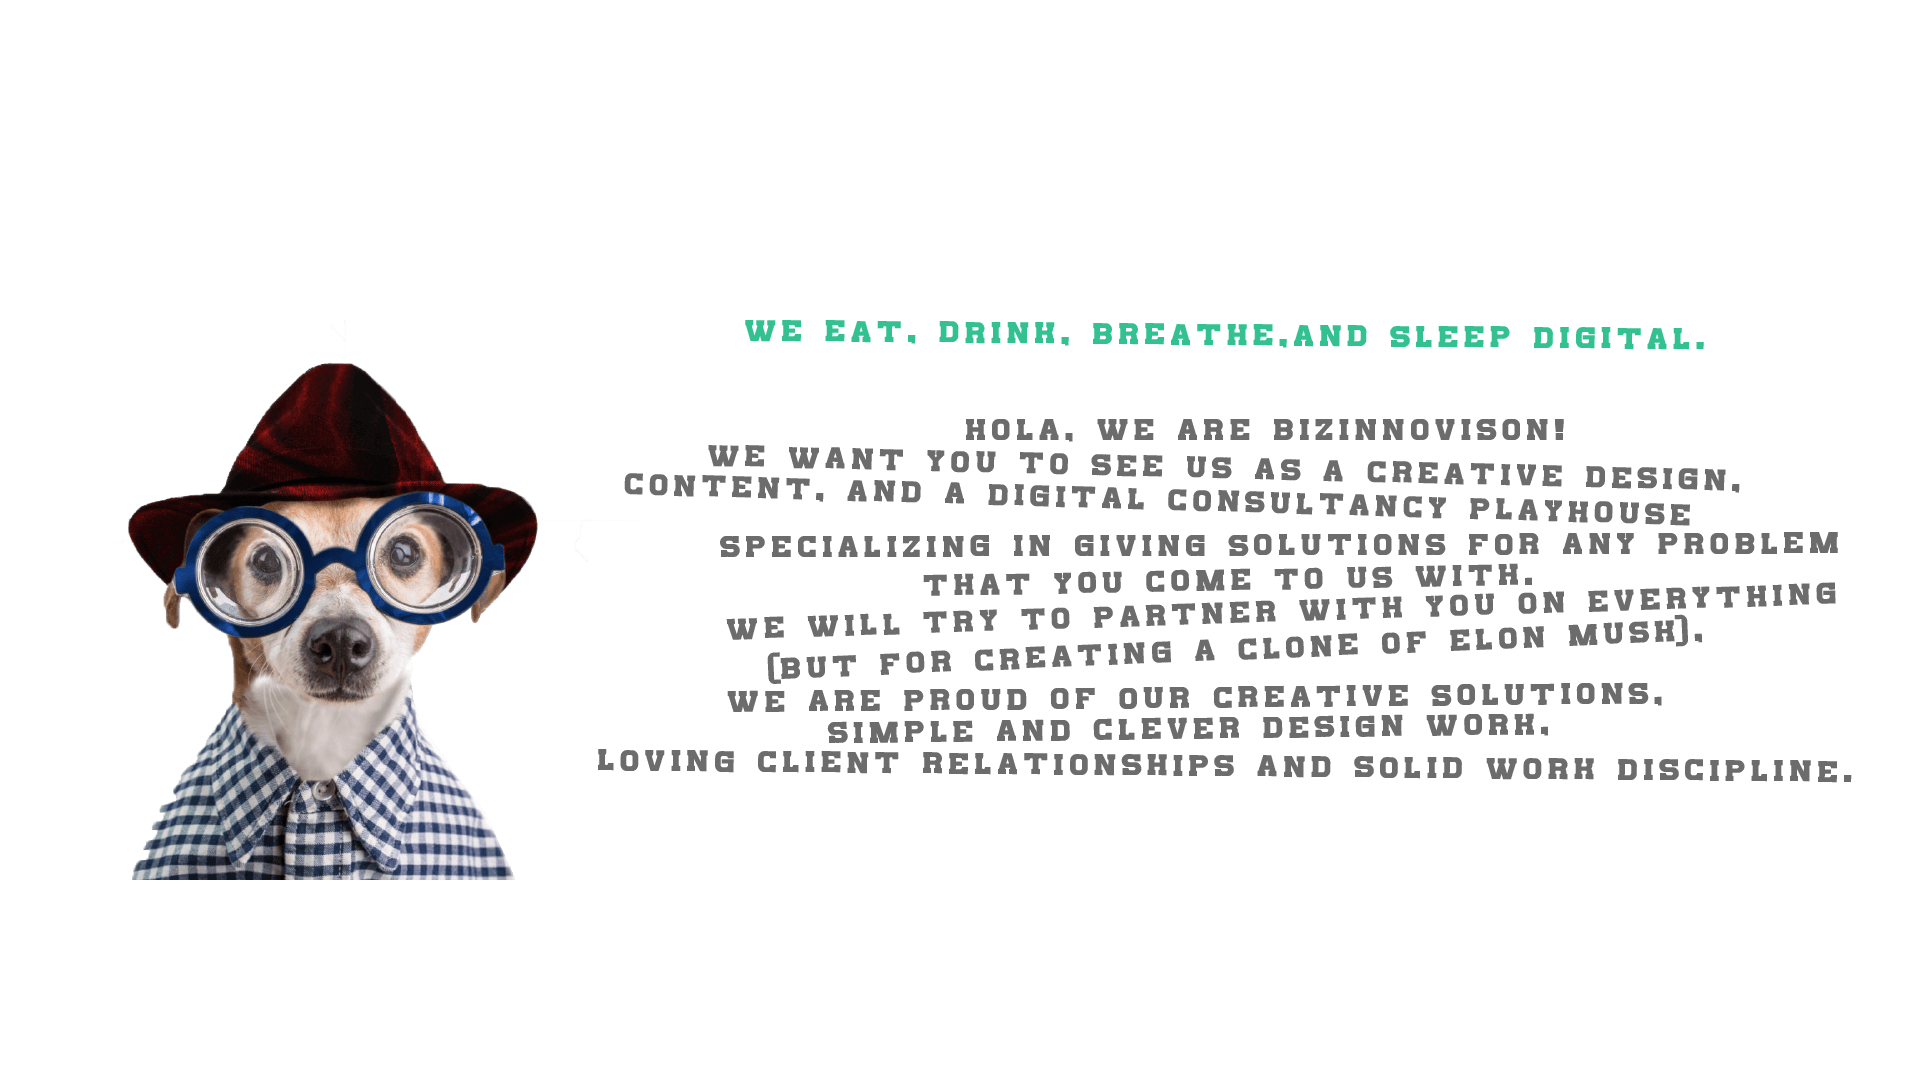 WE EAT, DRINK, BREATHE,AND SLEEP DIGITAL.
HOLA, WE ARE BIZINNOVISON!
WE WANT YOU TO SEE US AS A CREATIVE DESIGN,
CONTENT, AND A DIGITAL CONSULTANCY PLAYHOUSE
SPECIALIZING IN GIVING SOLUTIONS FOR ANY PROBLEM
THAT YOU COME TO US WITH.
WE WILL TRY TO PARTNER WITH YOU ON EVERYTHING
(BUT FOR CREATING A CLONE OF ELON MUSK),
WE ARE PROUD OF OUR CREATIVE SOLUTIONS,
SIMPLE AND CLEVER DESIGN WORK,
LOVING CLIENT RELATIONSHIPS AND SOLID WORK DISCIPLINE.